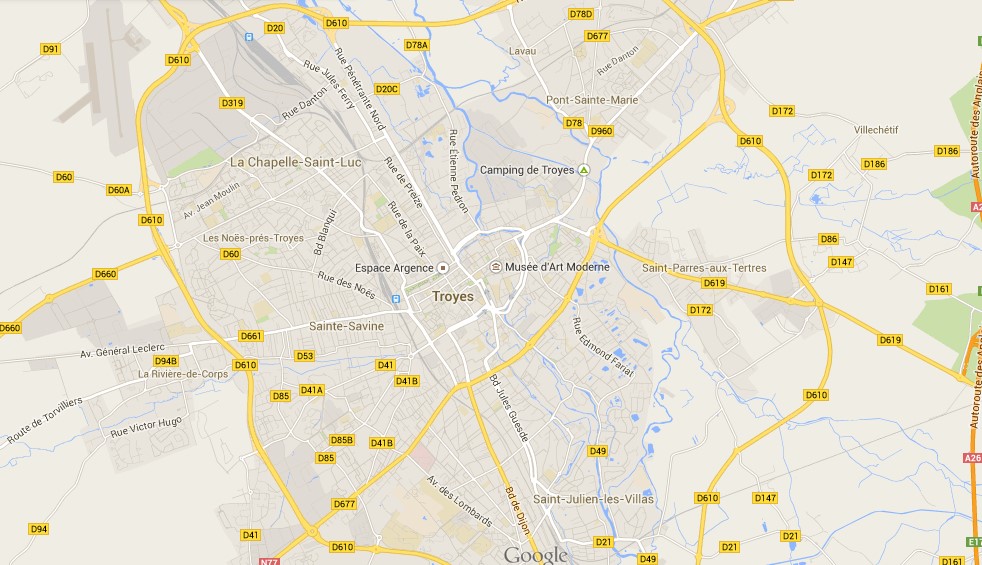 D78D
D20
D610
D677
D78A
D91
Lavau
D610
Rue Danton
Rue Pénétrante Nord
Rue Jules Ferry
D20C
Pont-Sainte-Marie
Rue Danton
D319
D172
D78
D960
Villechétif
Autoroute des Anglais
D610
D186
La Chapelle-Saint-Luc
Rue Étienne Pedron
D186
Camping de Troyes
D60
D172
D60A
Rue de Preize
Av. Jean Moulin
D610
Rue de la Paix
Bd Blanqui
Les Noës-près-Troyes
D86
D60
D147
Espace Argence
Musée d'Art Moderne
Saint-Parres-aux-Tertres
D660
D619
Rue des Noës
D161
Troyes
D172
D660
Sainte-Savine
D661
Rue Edmond Fariat
D619
Av. Général Leclerc
D53
D94B
D610
D41
La Rivière-de-Corps
D41B
D41A
D85
D610
Route de Torvilliers
Bd Jules Guesde
Rue Victor Hugo
D85B
D41B
D49
D85
A26
Av. des Lombards
Bd de Dijon
Saint-Julien-les-Villas
D677
D610
D147
D94
D41
D21
D21
D610
D21
Google
D49
N77
D161